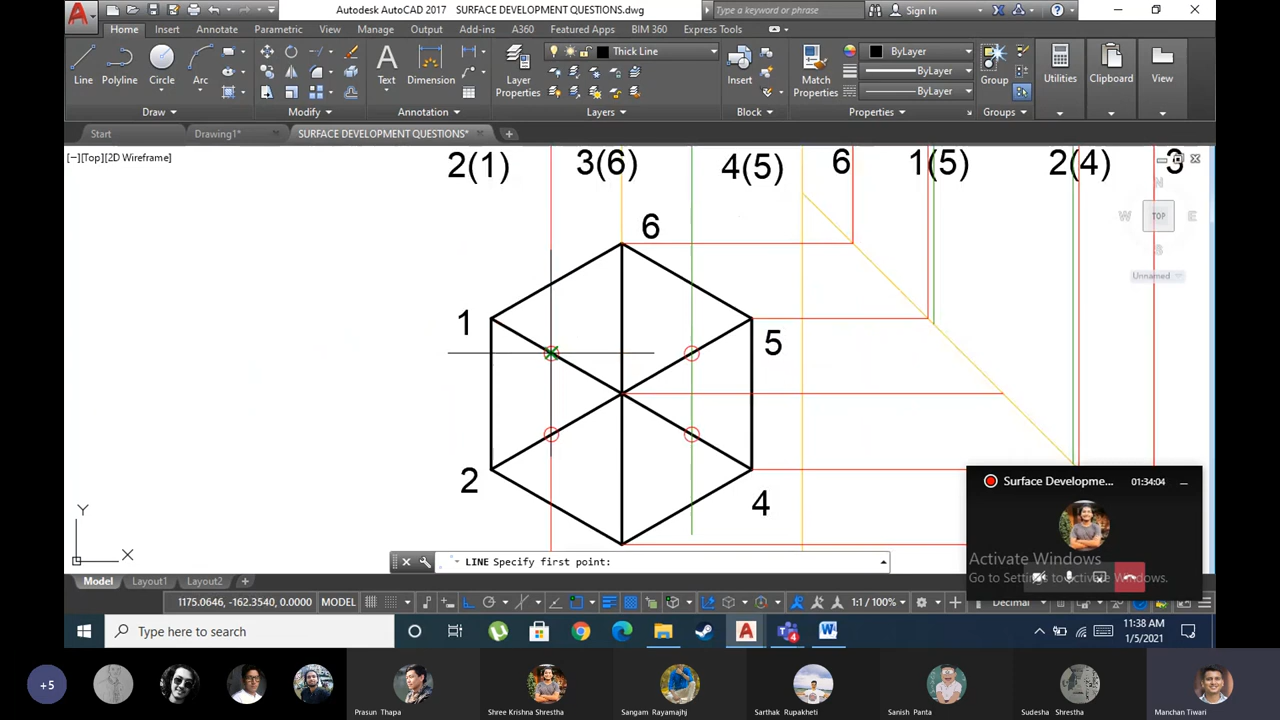 Autodesk AutoCAD 2017 SURFACE DEVELOPMENT QUESTIONS.dwg
Type a keyword or phrase
Sign In
Home Insert Annotate Parametric View Manage Output Add-ins A360 Featured Apps BIM 360 Express Tools
Thick Line
ByLayer
ByLayer
ByLayer
Line Polyline Circle Arc Text Dimension Layer Properties Insert Match Properties Group Utilities Clipboard View
Draw Modify Annotation Layers Block Properties Groups
Start Drawing1* SURFACE DEVELOPMENT QUESTIONS*
[−][Top][2D Wireframe]
2(1) 3(6) 4(5) 6 1(5) 2(4) 3
N
W TOP E
S
Unnamed
6
1
5
2
4
Y
X
Surface Developme... 01:34:04
Activate Windows
Go to Settings to activate Windows.
LINE Specify first point:
Model Layout1 Layout2 +
1175.0646, -162.3540, 0.0000 MODEL 1:1 / 100% Decimal
Type here to search
11:38 AM
1/5/2021
+5 Prasun Thapa Shree Krishna Shrestha Sangam Rayamajhi Sarthak Rupakheti Sanish Panta Sudesha Shrestha Manchan Tiwari